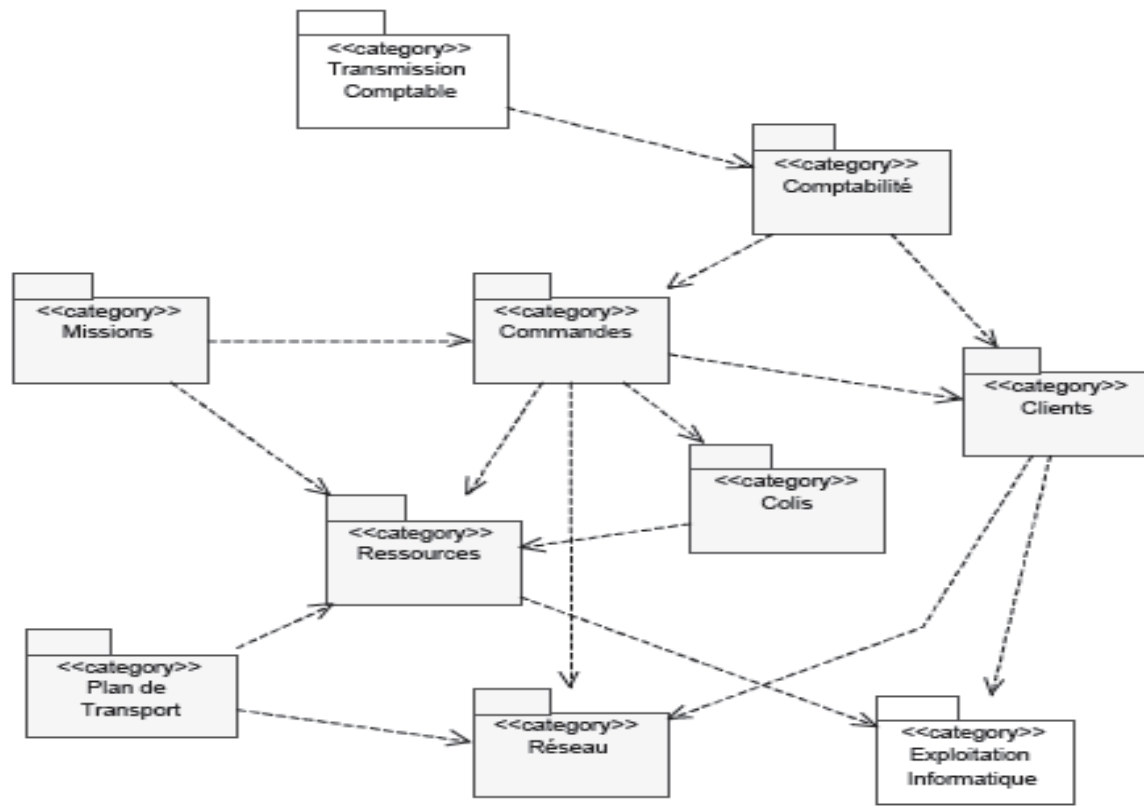 <<category>>
Transmission
Comptable
<<category>>
Comptabilité
<<category>>
Missions
<<category>>
Commandes
<<category>>
Clients
<<category>>
Colis
<<category>>
Ressources
<<category>>
Plan de
Transport
<<category>>
Réseau
<<category>>
Exploitation
Informatique